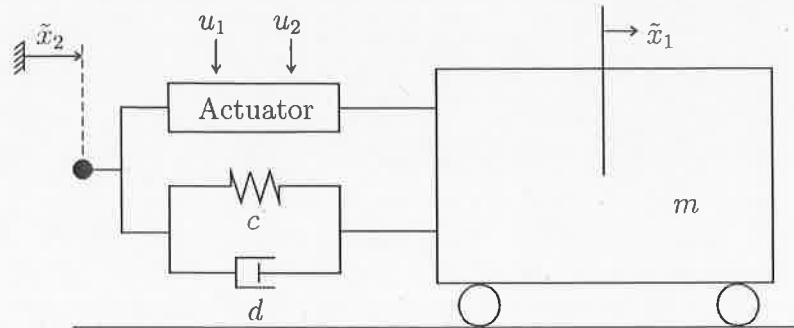 x̃₂
u₁ u₂
x̃₁
Actuator
c
m
d